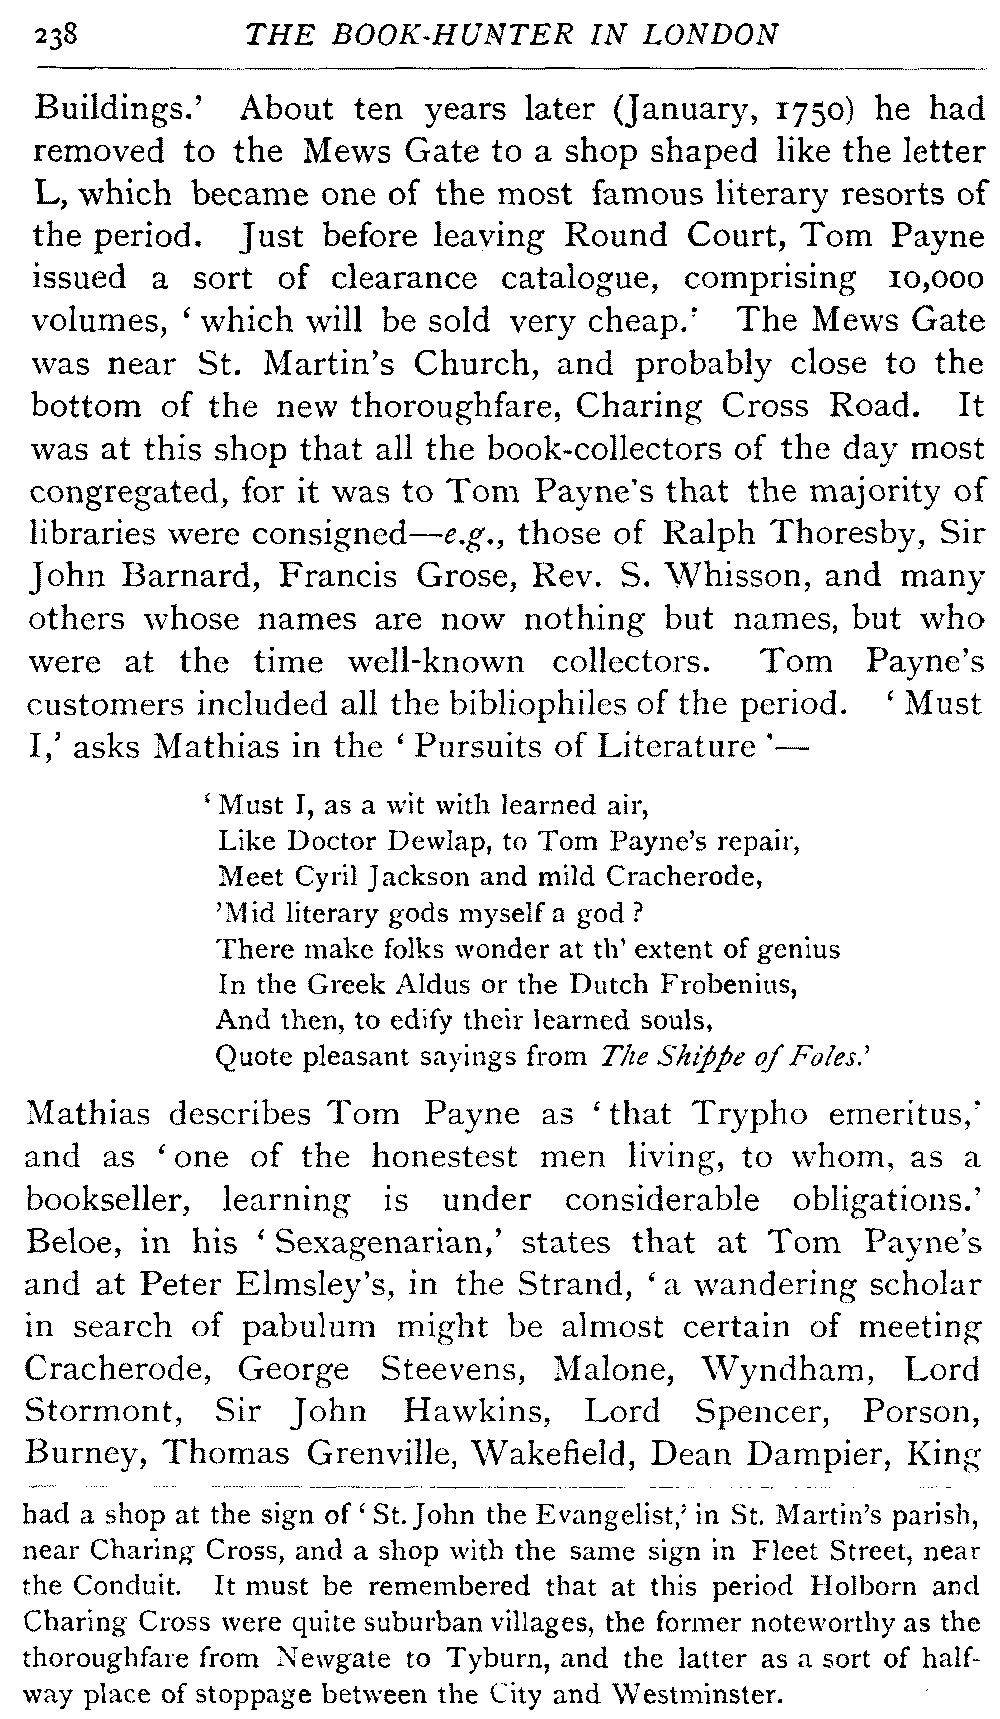 238 THE BOOK-HUNTER IN LONDON
Buildings.’ About ten years later (January, 1750) he had
removed to the Mews Gate to a shop shaped like the letter
L, which became one of the most famous literary resorts of
the period. Just before leaving Round Court, Tom Payne
issued a sort of clearance catalogue, comprising 10,000
volumes, ‘which will be sold very cheap.’ The Mews Gate
was near St. Martin’s Church, and probably close to the
bottom of the new thoroughfare, Charing Cross Road. It
was at this shop that all the book-collectors of the day most
congregated, for it was to Tom Payne’s that the majority of
libraries were consigned—e.g., those of Ralph Thoresby, Sir
John Barnard, Francis Grose, Rev. S. Whisson, and many
others whose names are now nothing but names, but who
were at the time well-known collectors. Tom Payne’s
customers included all the bibliophiles of the period. ‘Must
I,’ asks Mathias in the ‘Pursuits of Literature’—
‘Must I, as a wit with learned air,
Like Doctor Dewlap, to Tom Payne’s repair,
Meet Cyril Jackson and mild Cracherode,
’Mid literary gods myself a god?
There make folks wonder at th’ extent of genius
In the Greek Aldus or the Dutch Frobenius,
And then, to edify their learned souls,
Quote pleasant sayings from The Shippe of Foles.’
Mathias describes Tom Payne as ‘that Trypho emeritus,’
and as ‘one of the honestest men living, to whom, as a
bookseller, learning is under considerable obligations.’
Beloe, in his ‘Sexagenarian,’ states that at Tom Payne’s
and at Peter Elmsley’s, in the Strand, ‘a wandering scholar
in search of pabulum might be almost certain of meeting
Cracherode, George Steevens, Malone, Wyndham, Lord
Stormont, Sir John Hawkins, Lord Spencer, Porson,
Burney, Thomas Grenville, Wakefield, Dean Dampier, King
had a shop at the sign of ‘St. John the Evangelist,’ in St. Martin’s parish,
near Charing Cross, and a shop with the same sign in Fleet Street, near
the Conduit. It must be remembered that at this period Holborn and
Charing Cross were quite suburban villages, the former noteworthy as the
thoroughfare from Newgate to Tyburn, and the latter as a sort of half-
way place of stoppage between the City and Westminster.